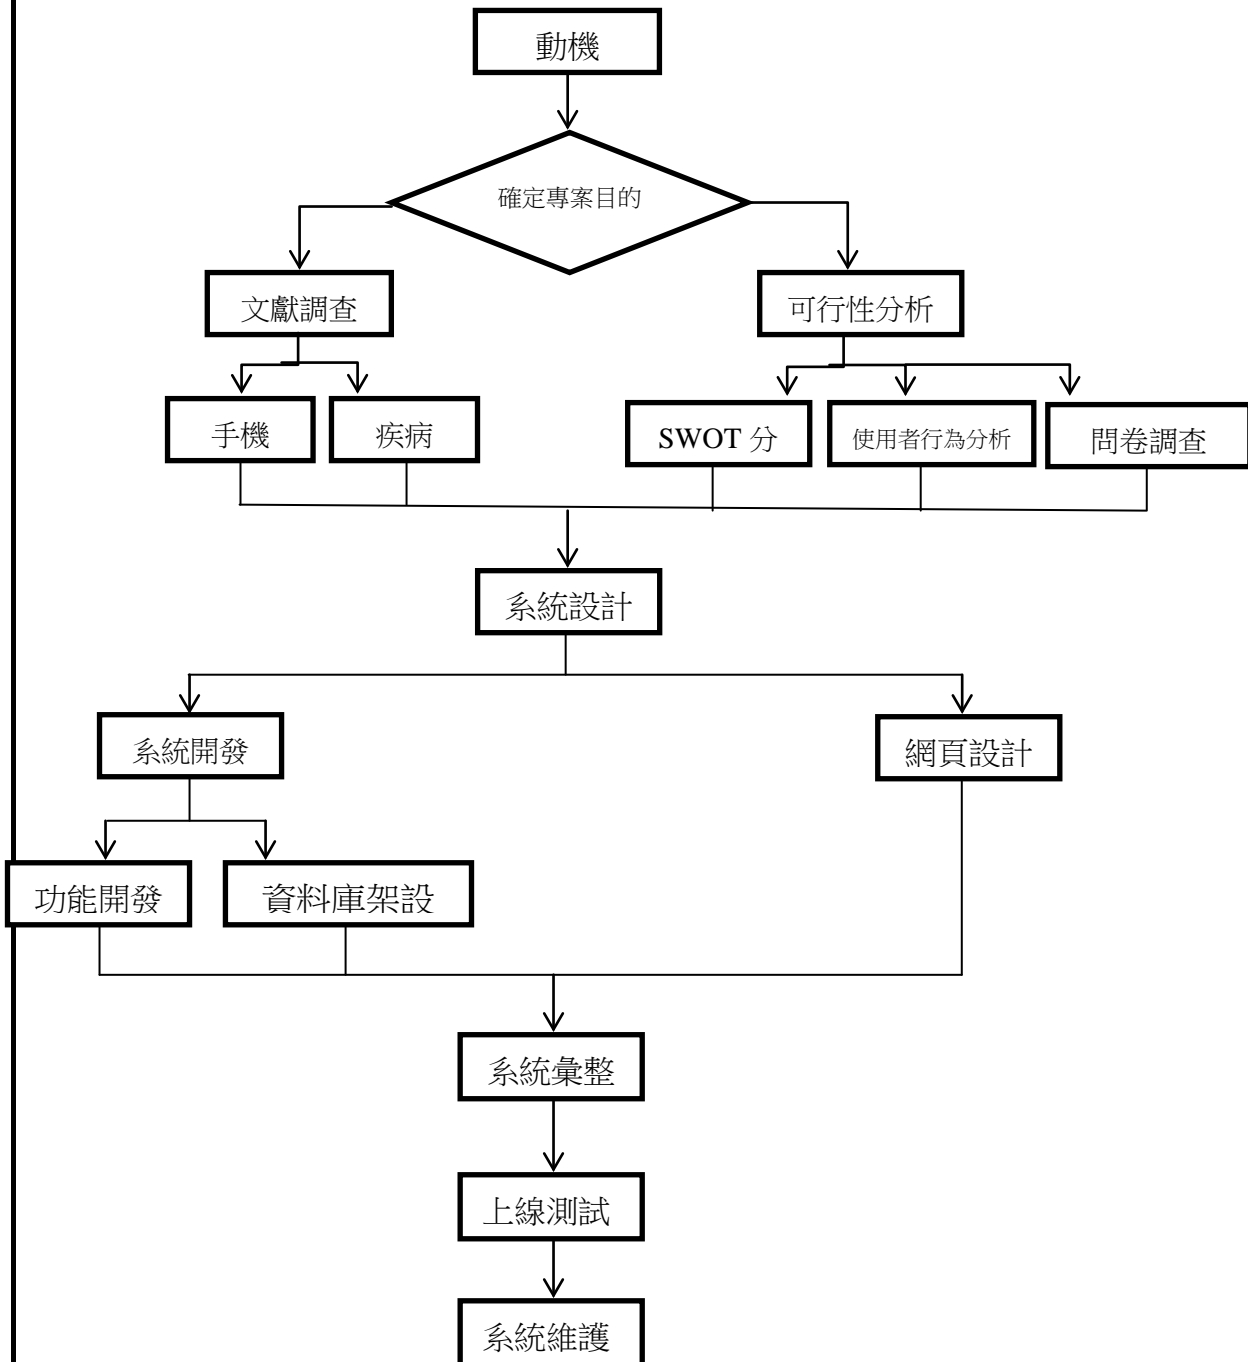 動機
確定專案目的
文獻調查
可行性分析
手機
疾病
SWOT 分
使用者行為分析
問卷調查
系統設計
系統開發
網頁設計
功能開發
資料庫架設
系統彙整
上線測試
系統維護